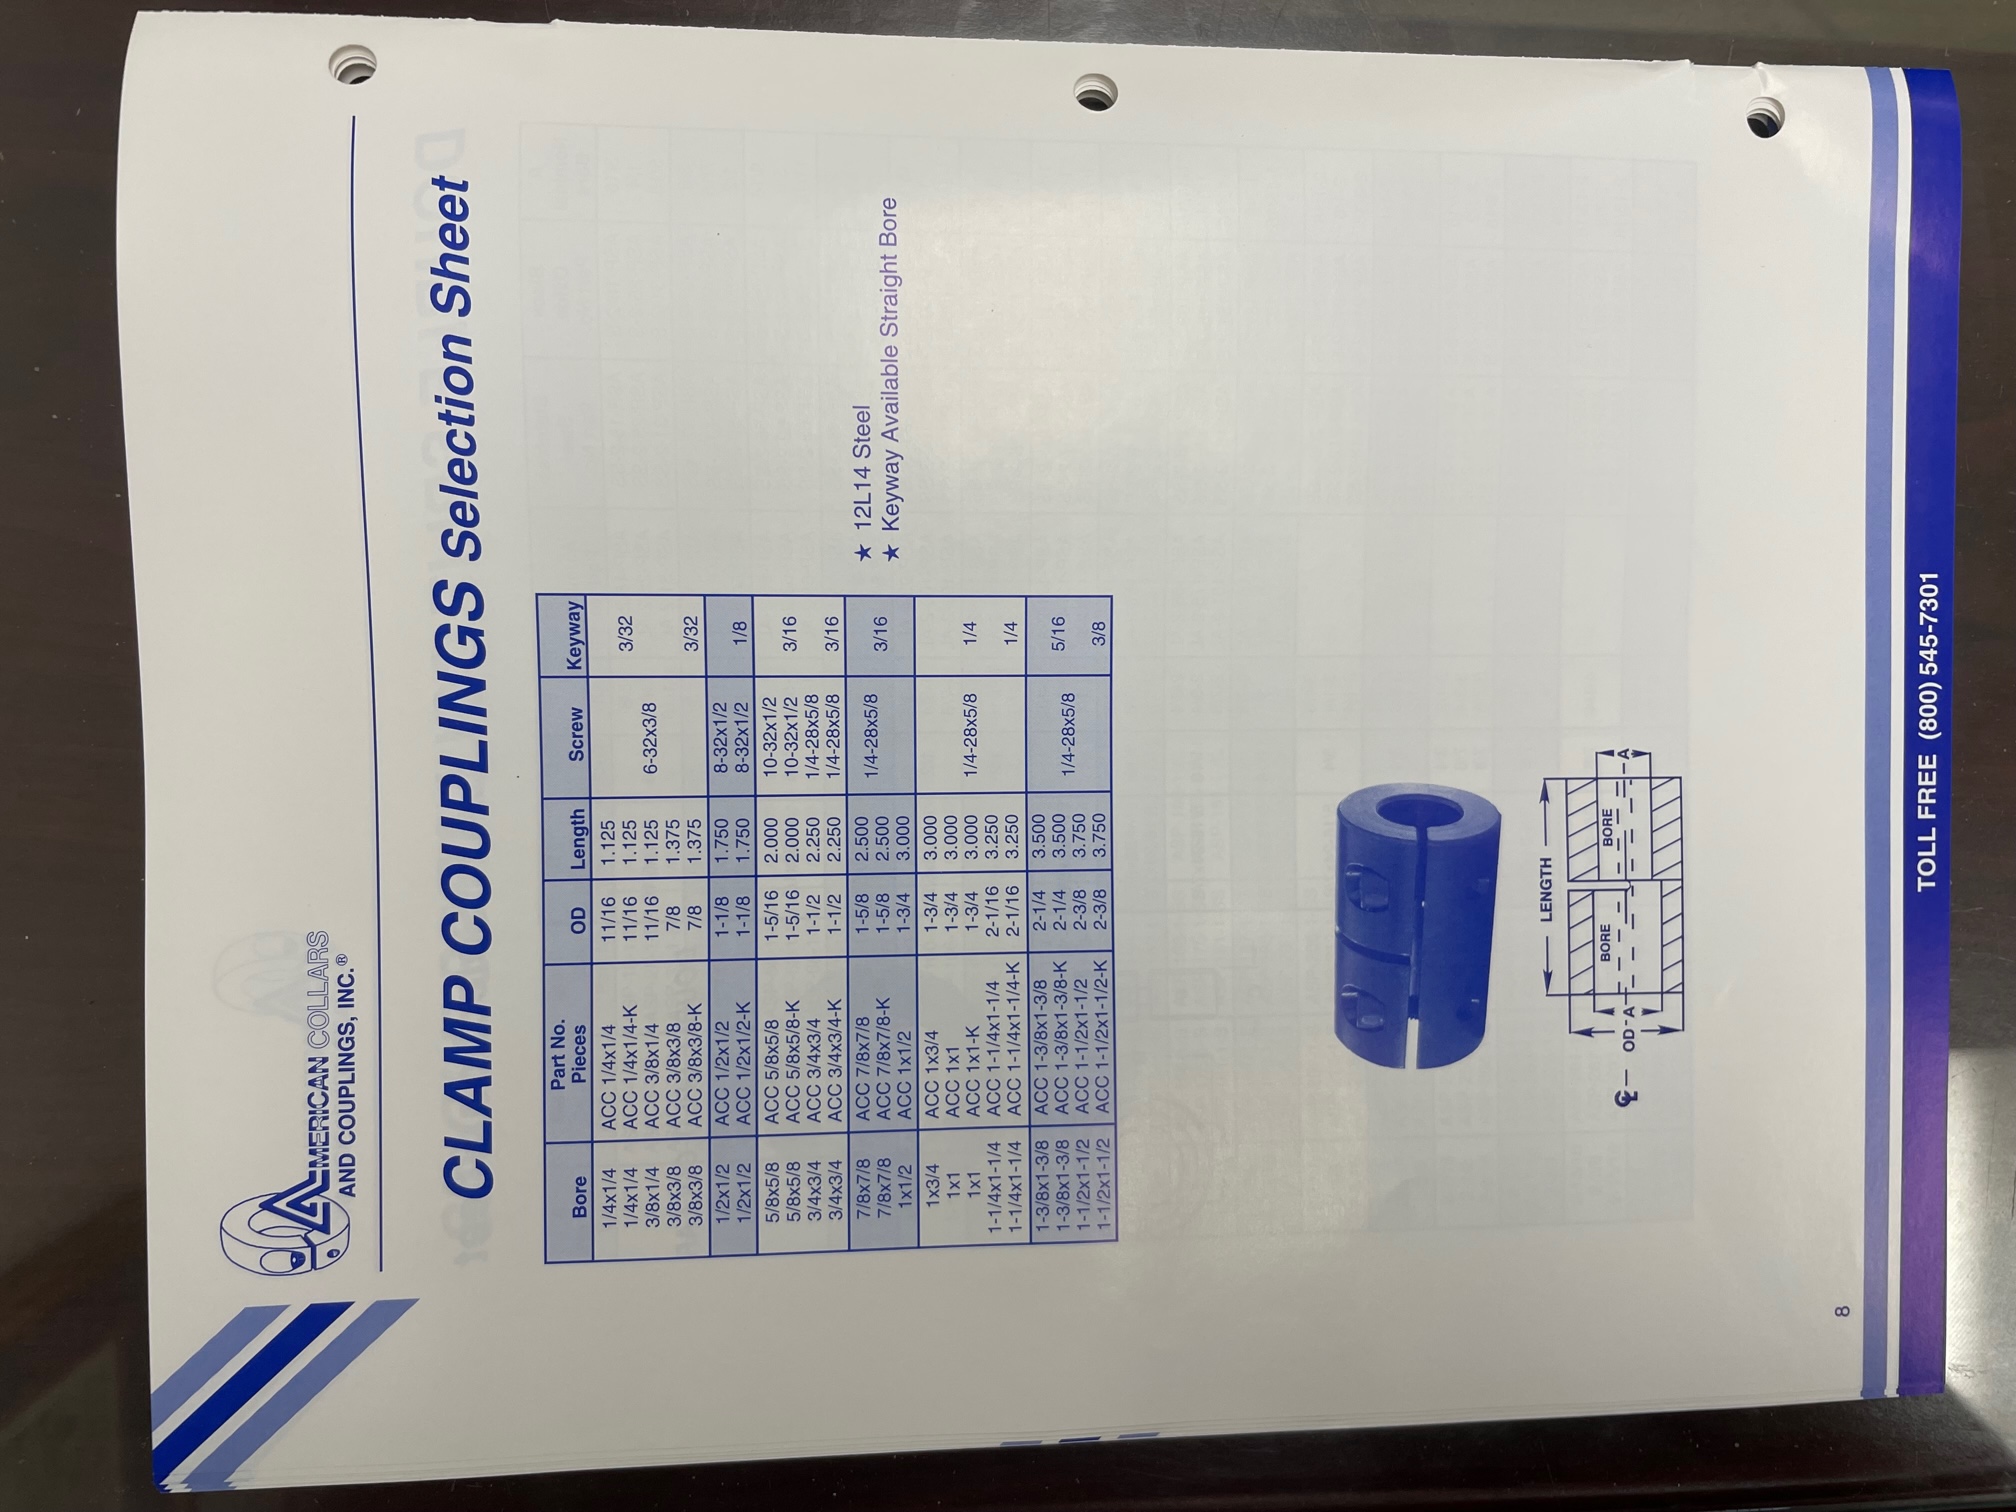 AMERICAN COLLARS
AND COUPLINGS, INC.®
CLAMP COUPLINGS Selection Sheet
Bore Part No. Pieces OD Length Screw Keyway
1/4x1/4 ACC 1/4x1/4 11/16 1.125
1/4x1/4 ACC 1/4x1/4-K 11/16 1.125 3/32
3/8x1/4 ACC 3/8x1/4 11/16 1.125 6-32x3/8
3/8x3/8 ACC 3/8x3/8 7/8 1.375
3/8x3/8 ACC 3/8x3/8-K 7/8 1.375 3/32
1/2x1/2 ACC 1/2x1/2 1-1/8 1.750 8-32x1/2
1/2x1/2 ACC 1/2x1/2-K 1-1/8 1.750 8-32x1/2 1/8
5/8x5/8 ACC 5/8x5/8 1-5/16 2.000 10-32x1/2
5/8x5/8 ACC 5/8x5/8-K 1-5/16 2.000 10-32x1/2 3/16
3/4x3/4 ACC 3/4x3/4 1-1/2 2.250 1/4-28x5/8
3/4x3/4 ACC 3/4x3/4-K 1-1/2 2.250 1/4-28x5/8 3/16
7/8x7/8 ACC 7/8x7/8 1-5/8 2.500 1/4-28x5/8
7/8x7/8 ACC 7/8x7/8-K 1-5/8 2.500 3/16
1x1/2 ACC 1x1/2 1-3/4 3.000
1x3/4 ACC 1x3/4 1-3/4 3.000
1x1 ACC 1x1 1-3/4 3.000
1x1 ACC 1x1-K 1-3/4 3.000 1/4-28x5/8 1/4
1-1/4x1-1/4 ACC 1-1/4x1-1/4 2-1/16 3.250
1-1/4x1-1/4 ACC 1-1/4x1-1/4-K 2-1/16 3.250 1/4
1-3/8x1-3/8 ACC 1-3/8x1-3/8 2-1/4 3.500
1-3/8x1-3/8 ACC 1-3/8x1-3/8-K 2-1/4 3.500 1/4-28x5/8 5/16
1-1/2x1-1/2 ACC 1-1/2x1-1/2 2-3/8 3.750
1-1/2x1-1/2 ACC 1-1/2x1-1/2-K 2-3/8 3.750 3/8
★ 12L14 Steel
★ Keyway Available Straight Bore
LENGTH
BORE BORE
℄ OD A A
8
TOLL FREE (800) 545-7301